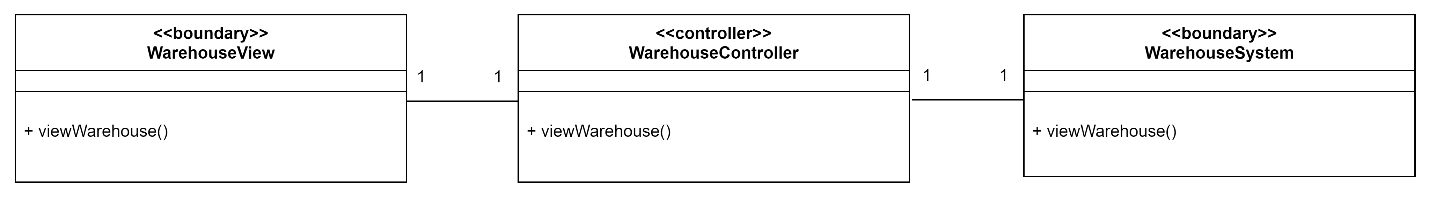 <<boundary>>
WarehouseView
+ viewWarehouse()
1
1
<<controller>>
WarehouseController
+ viewWarehouse()
1
1
<<boundary>>
WarehouseSystem
+ viewWarehouse()